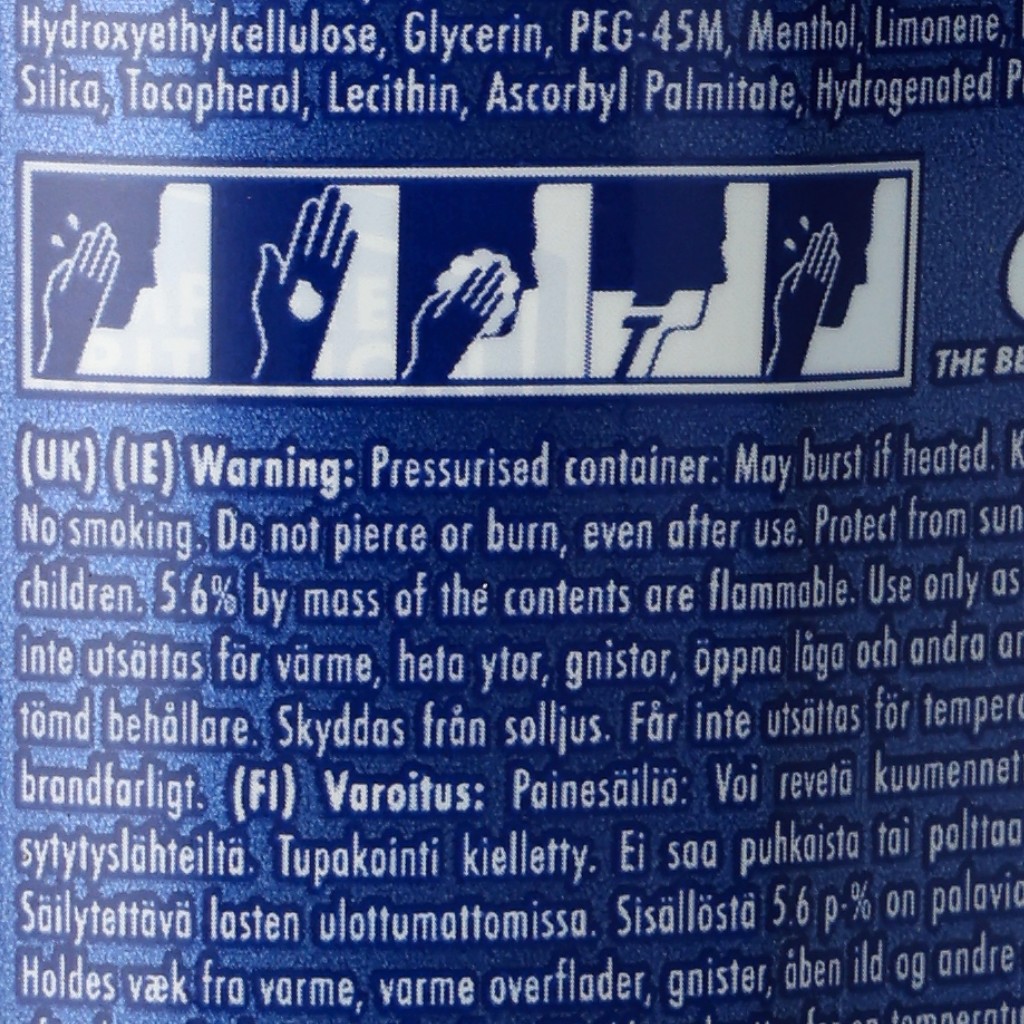 Hydroxyethylcellulose, Glycerin, PEG-45M, Menthol, Limonene,
Silica, Tocopherol, Lecithin, Ascorbyl Palmitate, Hydrogenated
THE BE
(UK) (IE) Warning: Pressurised container: May burst if heated. K
No smoking. Do not pierce or burn, even after use. Protect from sun
children. 5.6% by mass of the contents are flammable. Use only as
inte utsättas för värme, heta ytor, gnistor, öppna låga och andra an
tömd behållare. Skyddas från solljus. Får inte utsättas för tempera
brandfarligt. (FI) Varoitus: Painesäiliö: Voi revetä kuumennet
sytytyslähteiltä. Tupakointi kielletty. Ei saa puhkaista tai polttaa
Säilytettävä lasten ulottumattomissa. Sisällöstä 5.6 p-% on palavia
Holdes væk fra varme, varme overflader, gnister, åben ild og andre